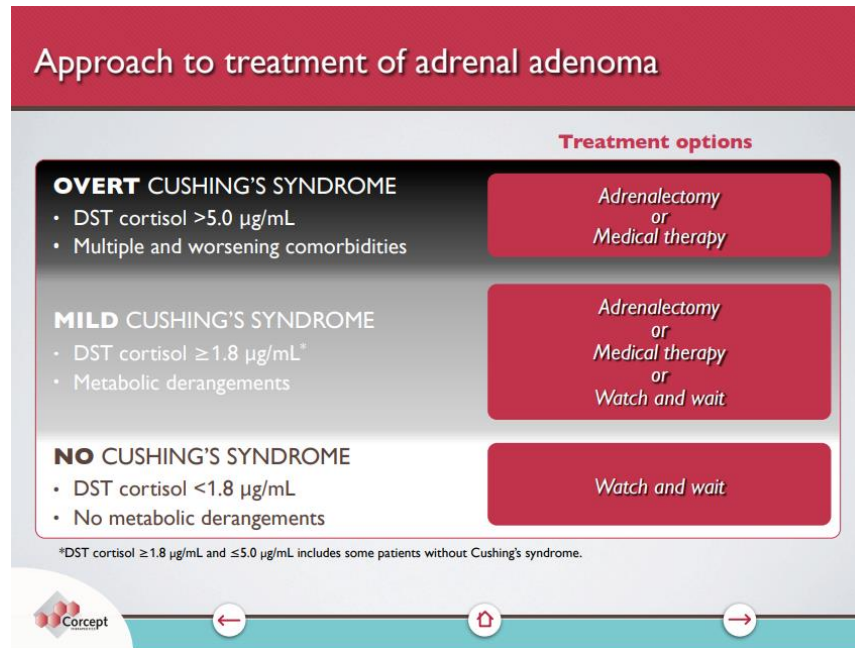 Approach to treatment of adrenal adenoma
Treatment options
OVERT CUSHING'S SYNDROME
• DST cortisol >5.0 µg/mL
• Multiple and worsening comorbidities
Adrenalectomy
or
Medical therapy
MILD CUSHING'S SYNDROME
• DST cortisol ≥1.8 µg/mL*
• Metabolic derangements
Adrenalectomy
or
Medical therapy
or
Watch and wait
NO CUSHING'S SYNDROME
• DST cortisol <1.8 µg/mL
• No metabolic derangements
Watch and wait
*DST cortisol ≥1.8 µg/mL and ≤5.0 µg/mL includes some patients without Cushing's syndrome.
Corcept